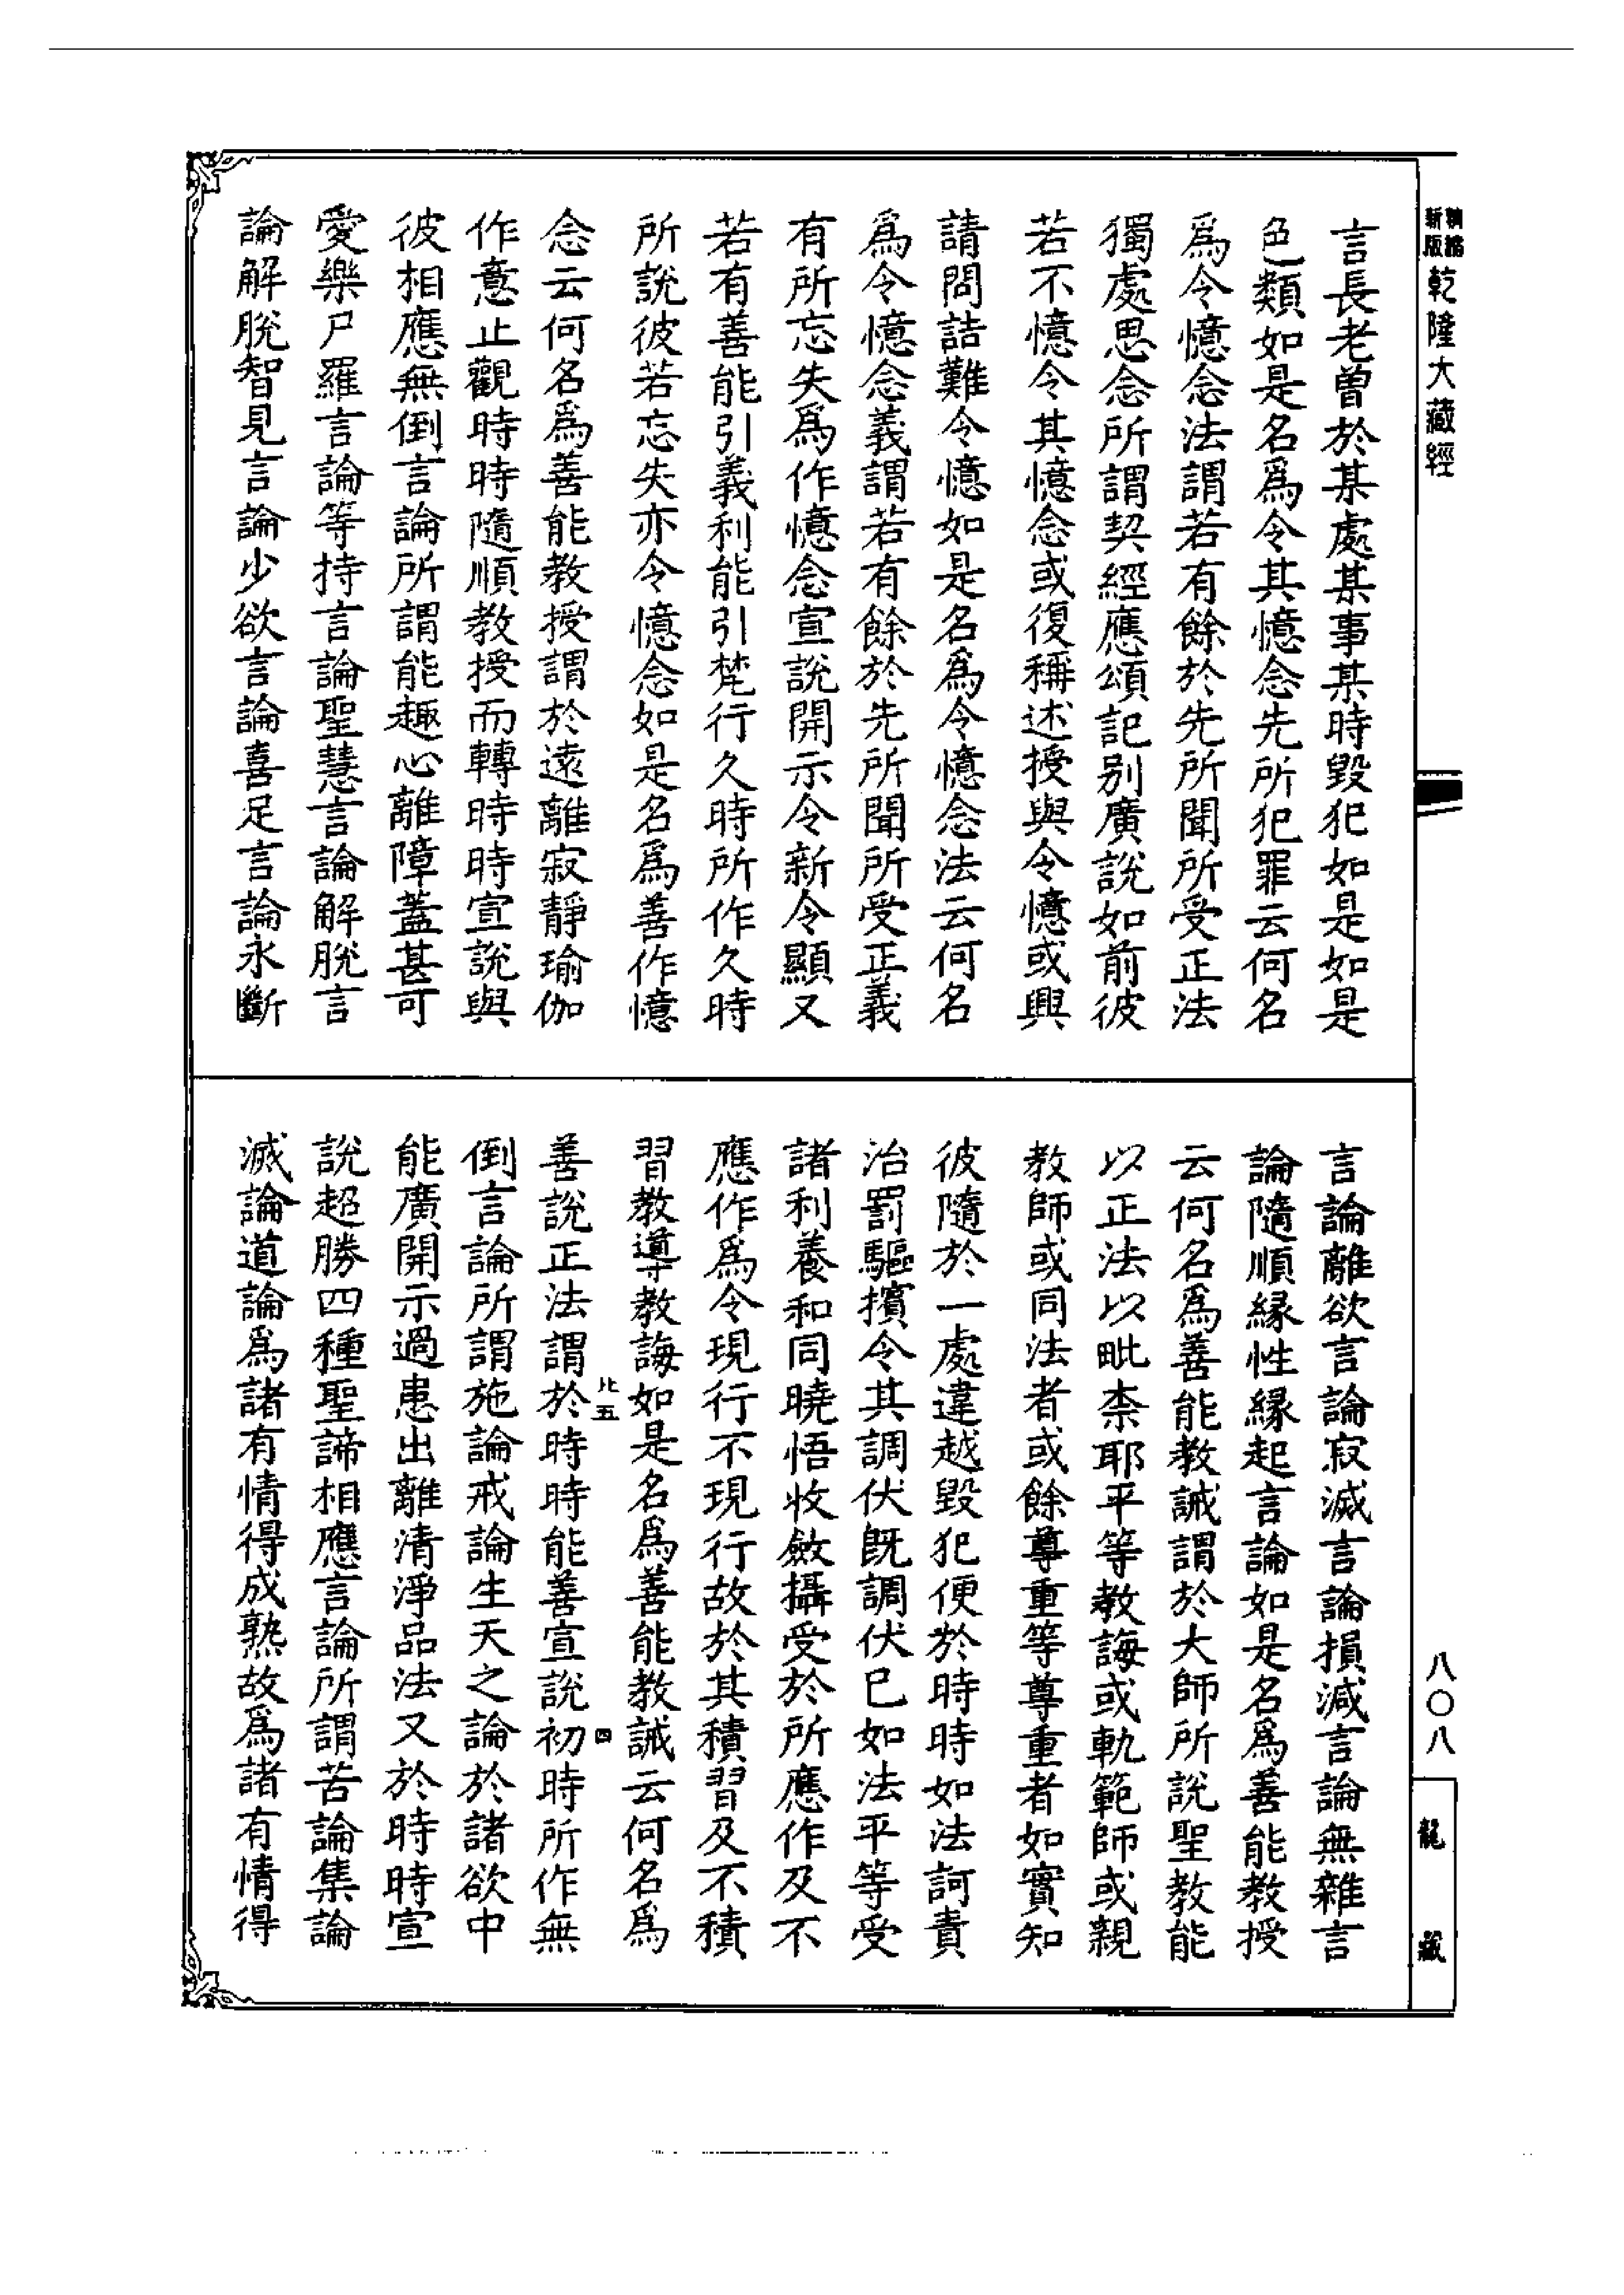 新版
精縮
乾隆大藏經
言長老曾於某處某事某時毀犯如是如是
色類如是名爲令其憶念先所犯罪云何名
爲令憶念法謂若有餘於先所聞所受正法
獨處思念所謂契經應頌記別廣說如前彼
若不憶令其憶念或復稱述授與令憶或興
請問詰難令憶如是名爲令憶念法云何名
爲令憶念義謂若有餘於先所聞所受正義
有所忘失爲作憶念宣說開示令新令顯又
若有善能引義利能引梵行久時所作久時
所說彼若忘失亦令憶念如是名爲善作憶
念云何名爲善能教授謂於遠離寂靜瑜伽
作意止觀時時隨順教授而轉時時宣說與
彼相應無倒言論所謂能趣心離障蓋甚可
愛樂尸羅言論等持言論聖慧言論解脫言
論解脫智見言論少欲言論喜足言論永斷
言論離欲言論寂滅言論損減言論無雜言
論隨順緣性緣起言論如是名爲善能教授
云何名爲善能教誡謂於大師所說聖教能
以正法以毗柰耶平等教誨或軌範師或親
教師或同法者或餘尊重等尊重者如實知
彼隨於一處違越毀犯便於時時如法訶責
治罰驅擯令其調伏旣調伏已如法平等受
諸利養和同曉悟收斂攝受於所應作及不
應作爲令現行不現行故於其積習及不積
習教導教誨如是名爲善能教誡云何名爲
比五
四
善說正法謂於時時能善宣說初時所作無
倒言論所謂施論戒論生天之論於諸欲中
能廣開示過患出離清淨品法又於時時宣
說超勝四種聖諦相應言論所謂苦論集論
滅論道論爲諸有情得成熟故爲諸有情得
八〇八
龍藏